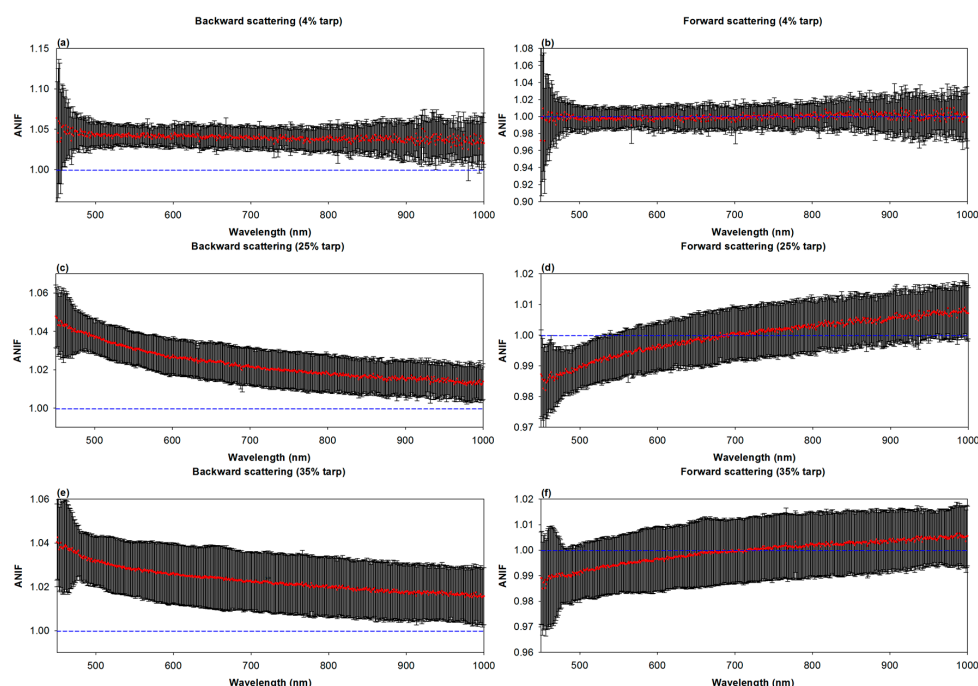 Backward scattering (4% tarp)
(a)
1.15
1.10
1.05
1.00
ANIF
500 600 700 800 900 1000
Wavelength (nm)
Forward scattering (4% tarp)
(b)
1.08
1.06
1.04
1.02
1.00
0.98
0.96
0.94
0.92
0.90
ANIF
500 600 700 800 900 1000
Wavelength (nm)
Backward scattering (25% tarp)
(c)
1.06
1.04
1.02
1.00
ANIF
500 600 700 800 900 1000
Wavelength (nm)
Forward scattering (25% tarp)
(d)
1.02
1.01
1.00
0.99
0.98
0.97
ANIF
500 600 700 800 900 1000
Wavelength (nm)
Backward scattering (35% tarp)
(e)
1.06
1.04
1.02
1.00
ANIF
500 600 700 800 900 1000
Wavelength (nm)
Forward scattering (35% tarp)
(f)
1.02
1.01
1.00
0.99
0.98
0.97
0.96
ANIF
500 600 700 800 900 1000
Wavelength (nm)